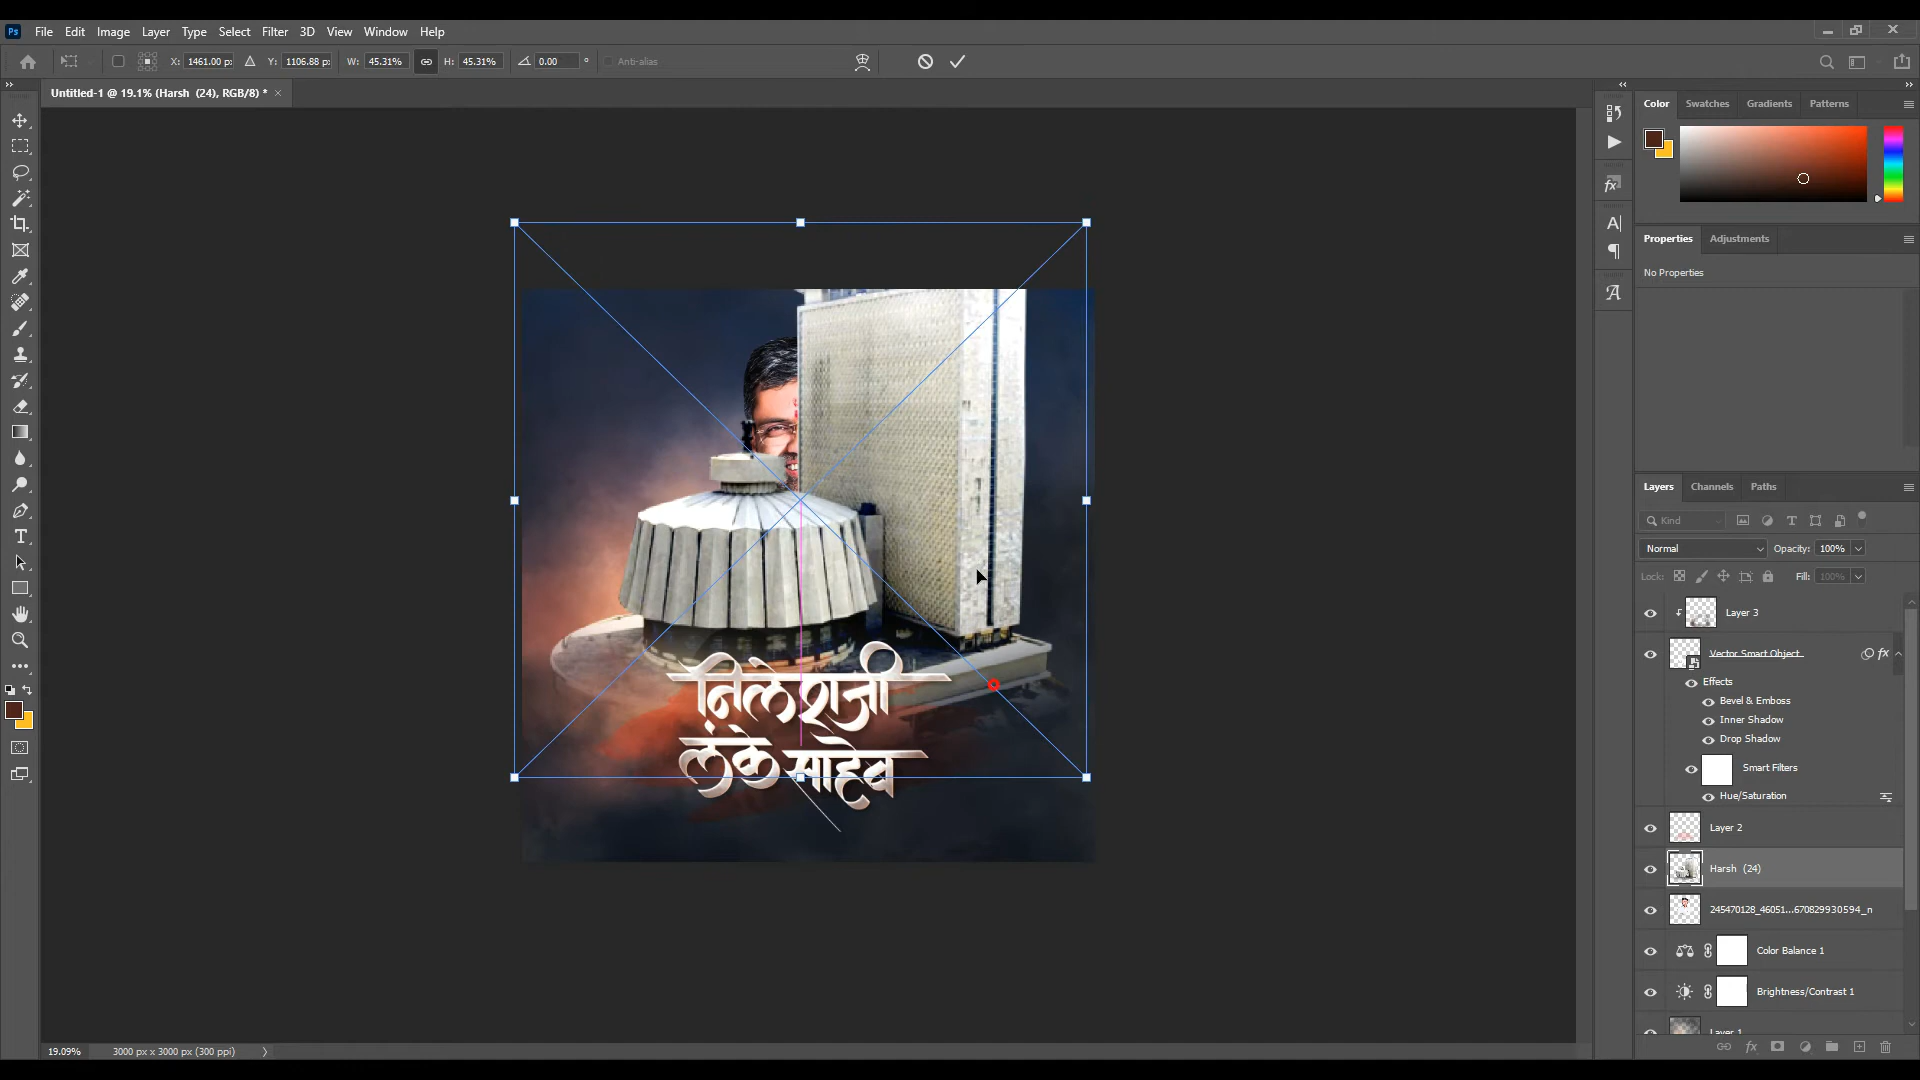 Ps File Edit Image Layer Type Select Filter 3D View Window Help
X: 1461.00 p: Y: 1106.88 p: W: 45.31% H: 45.31% 0.00 ° Anti-alias
Untitled-1 @ 19.1% (Harsh (24), RGB/8) * ×
Color Swatches Gradients Patterns
Properties Adjustments
No Properties
Layers Channels Paths
Kind
Normal Opacity: 100%
Lock: Fill: 100%
Layer 3
Vector Smart Object
Effects
Bevel & Emboss
Inner Shadow
Drop Shadow
Smart Filters
Hue/Saturation
Layer 2
Harsh (24)
245470128_46051...670829930594_n
Color Balance 1
Brightness/Contrast 1
Layer 1
निलेशजी
लंके साहेब
19.09% 3000 px x 3000 px (300 ppi)